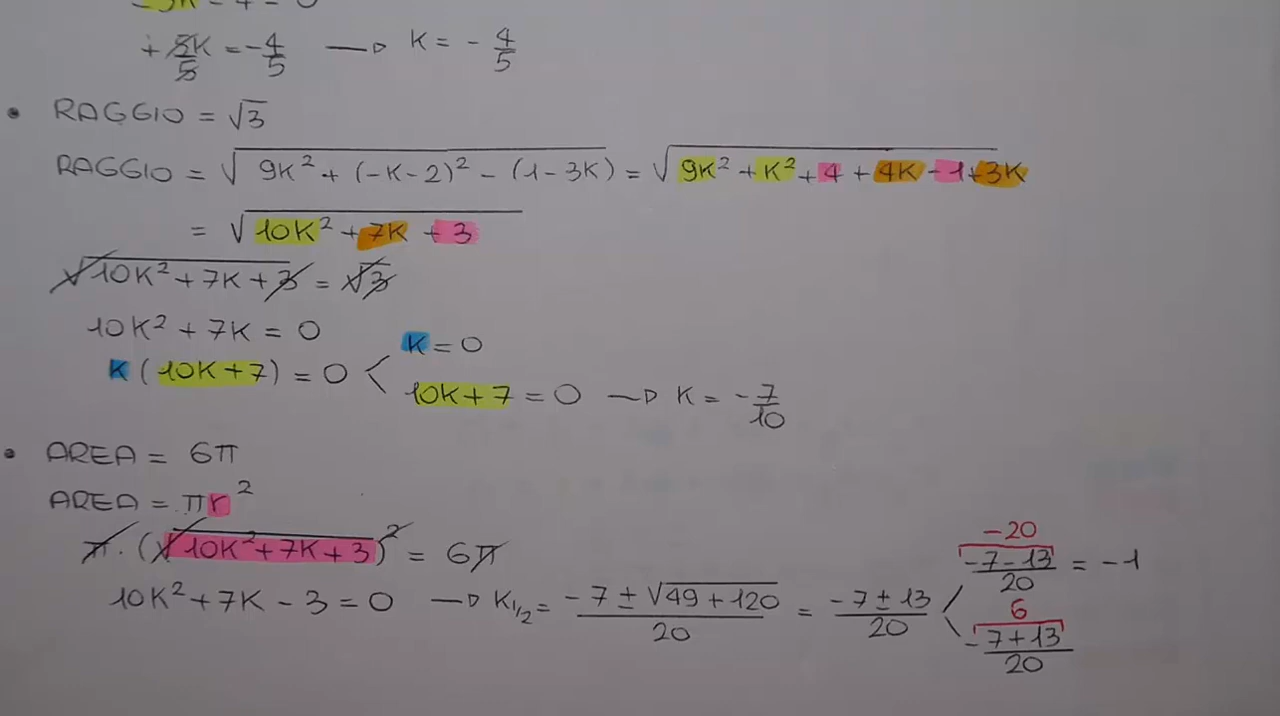 5K = -4 = 0
+ 5K/5 = -4/5 → K = -4/5
• RAGGIO = √3
RAGGIO = √(9K² + (-K-2)² - (1-3K)) = √(9K² + K² + 4 + 4K - 1 + 3K)
= √(10K² + 7K + 3)
√(10K² + 7K + 3) = √3
10K² + 7K = 0
K = 0
K (10K+7) = 0 <
10K+7 = 0 → K = -7/10
• AREA = 6π
AREA = πr²
π · (√(10K² + 7K + 3))² = 6π
10K² + 7K - 3 = 0 → K₁/₂ = (-7 ± √(49 + 120))/20 = (-7 ± 13)/20 <
-20
(-7-13)/20 = -1
6
(-7+13)/20